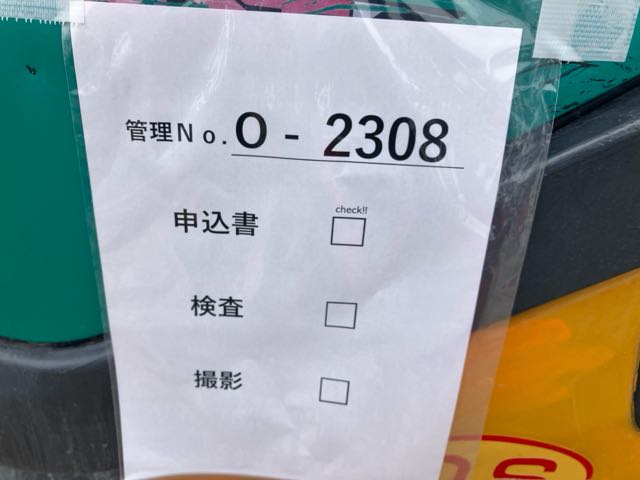 管理No. O - 2308
check!!
申込書 □
検査 □
撮影 □